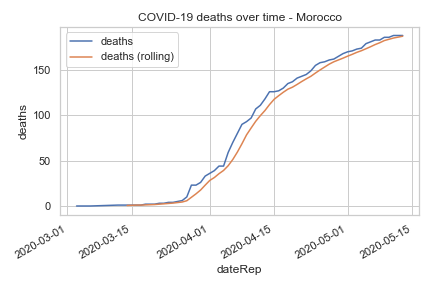 COVID-19 deaths over time - Morocco
deaths
deaths (rolling)
150
100
50
0
deaths
2020-03-01
2020-03-15
2020-04-01
2020-04-15
2020-05-01
2020-05-15
dateRep